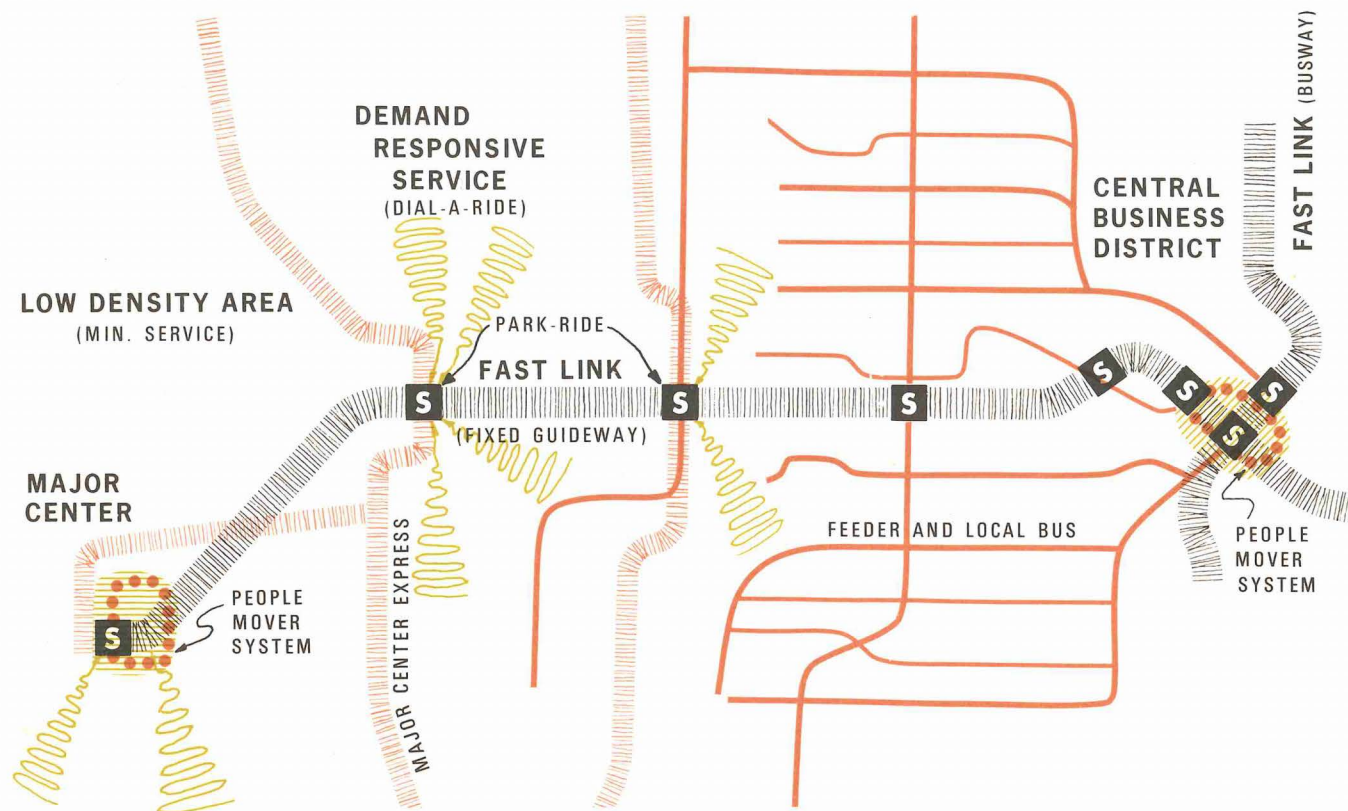 DEMAND
RESPONSIVE
SERVICE
(DIAL-A-RIDE)
FAST LINK (BUSWAY)
CENTRAL
BUSINESS
DISTRICT
LOW DENSITY AREA
(MIN. SERVICE)
PARK-RIDE
FAST LINK
S
S
S
S
S
S
S
(FIXED GUIDEWAY)
MAJOR
CENTER
MAJOR CENTER EXPRESS
FEEDER AND LOCAL BUS
PEOPLE
MOVER
SYSTEM
PEOPLE
MOVER
SYSTEM
S